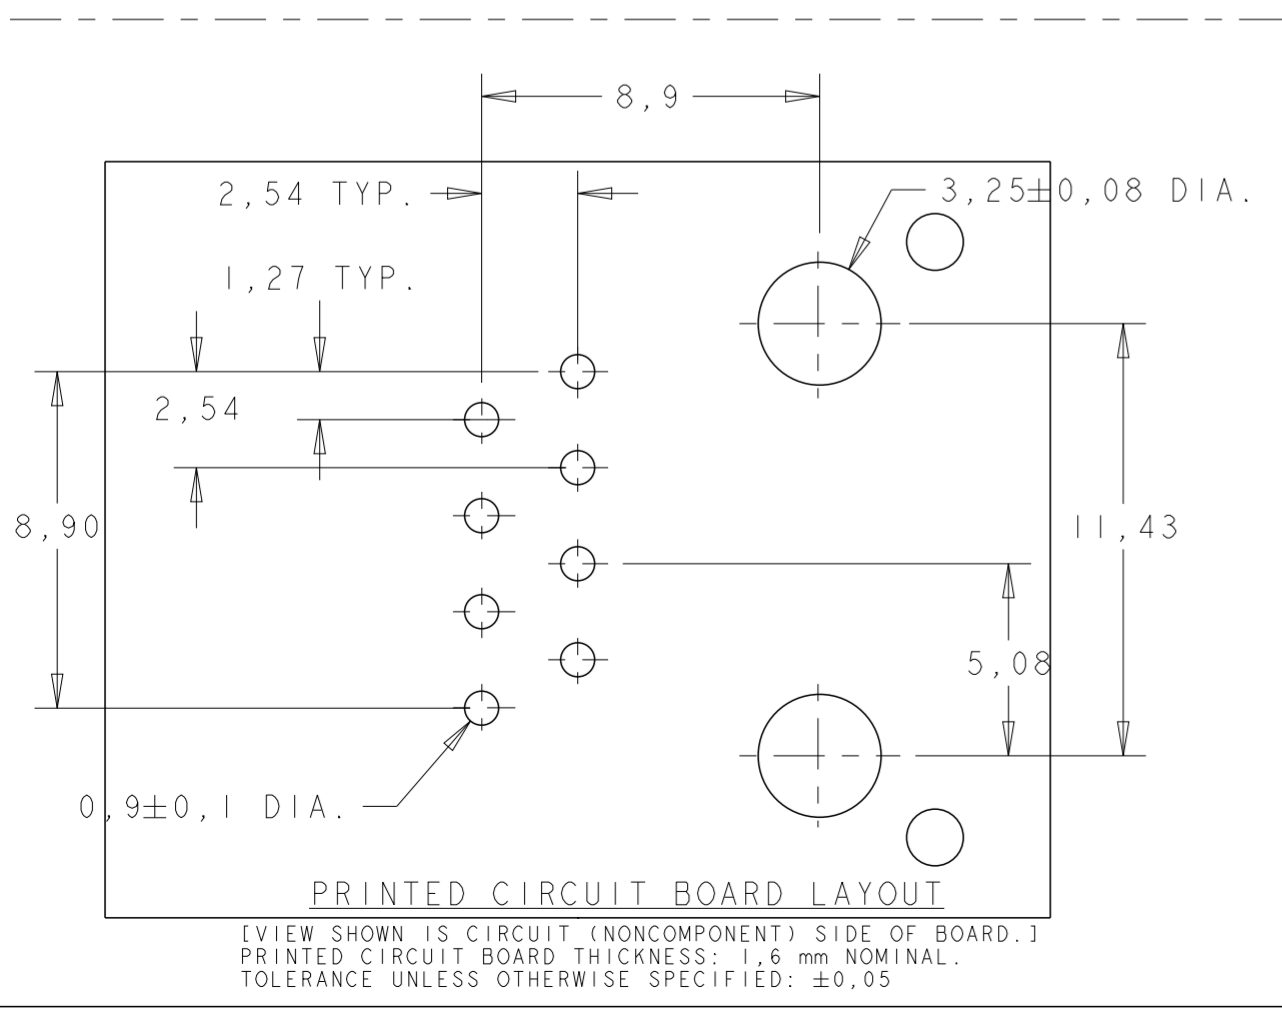 8,9
2,54 TYP.
3,25±0,08 DIA.
1,27 TYP.
2,54
8,90
11,43
5,08
0,9±0,1 DIA.
PRINTED CIRCUIT BOARD LAYOUT
[VIEW SHOWN IS CIRCUIT (NONCOMPONENT) SIDE OF BOARD.]
PRINTED CIRCUIT BOARD THICKNESS: 1,6 mm NOMINAL.
TOLERANCE UNLESS OTHERWISE SPECIFIED: ±0,05